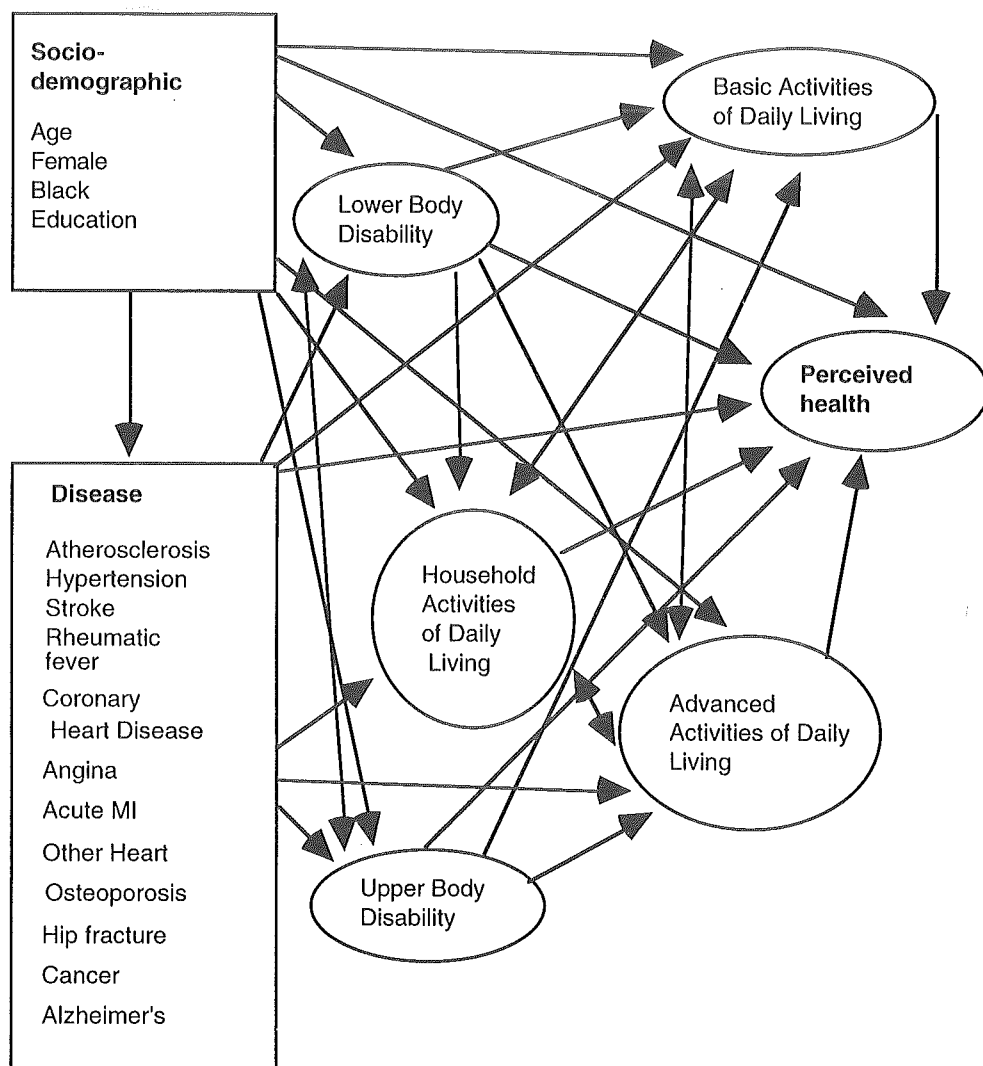 Socio-
demographic
Age
Female
Black
Education
Basic Activities
of Daily Living
Lower Body
Disability
Perceived
health
Disease
Atherosclerosis
Hypertension
Stroke
Rheumatic
fever
Coronary
Heart Disease
Angina
Acute MI
Other Heart
Osteoporosis
Hip fracture
Cancer
Alzheimer's
Household
Activities
of Daily
Living
Advanced
Activities of Daily
Living
Upper Body
Disability